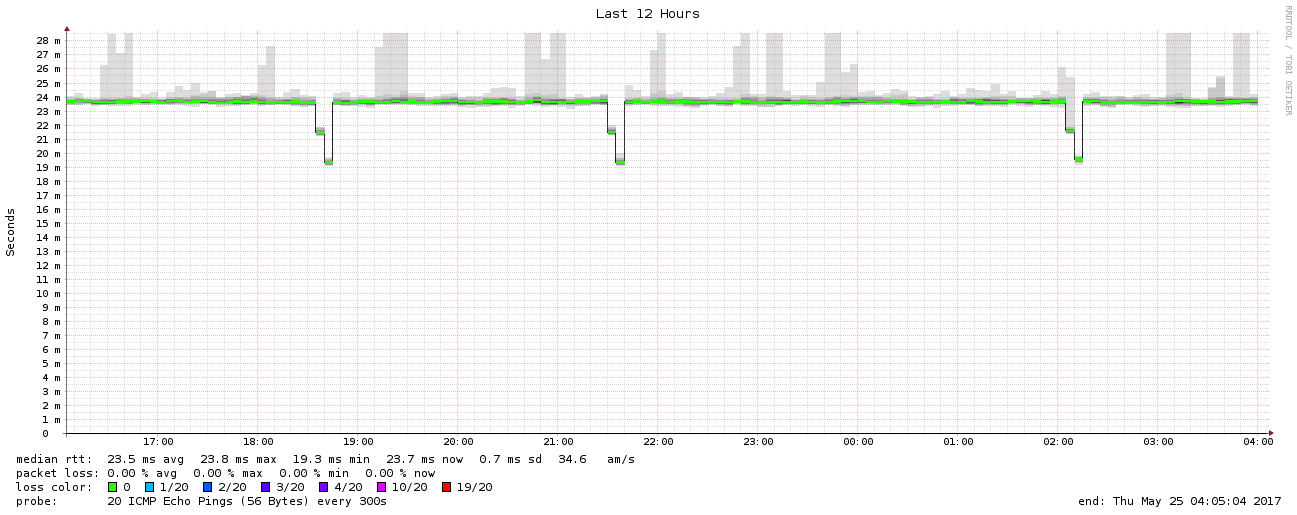 Last 12 Hours
RRDTOOL / TOBI OETIKER
Seconds
28 m
27 m
26 m
25 m
24 m
23 m
22 m
21 m
20 m
19 m
18 m
17 m
16 m
15 m
14 m
13 m
12 m
11 m
10 m
9 m
8 m
7 m
6 m
5 m
4 m
3 m
2 m
1 m
0
17:00 18:00 19:00 20:00 21:00 22:00 23:00 00:00 01:00 02:00 03:00 04:00
median rtt: 23.5 ms avg 23.8 ms max 19.3 ms min 23.7 ms now 0.7 ms sd 34.6 am/s
packet loss: 0.00 % avg 0.00 % max 0.00 % min 0.00 % now
loss color: 0 1/20 2/20 3/20 4/20 10/20 19/20
probe: 20 ICMP Echo Pings (56 Bytes) every 300s end: Thu May 25 04:05:04 2017